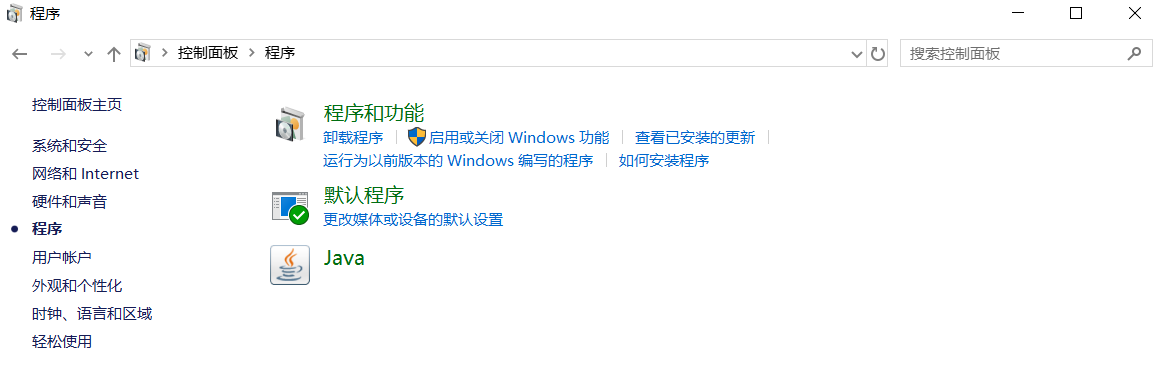 程序
控制面板 程序
搜索控制面板
控制面板主页
系统和安全
网络和 Internet
硬件和声音
程序
用户帐户
外观和个性化
时钟、语言和区域
轻松使用
程序和功能
卸载程序 启用或关闭 Windows 功能 查看已安装的更新
运行为以前版本的 Windows 编写的程序 如何安装程序
默认程序
更改媒体或设备的默认设置
Java